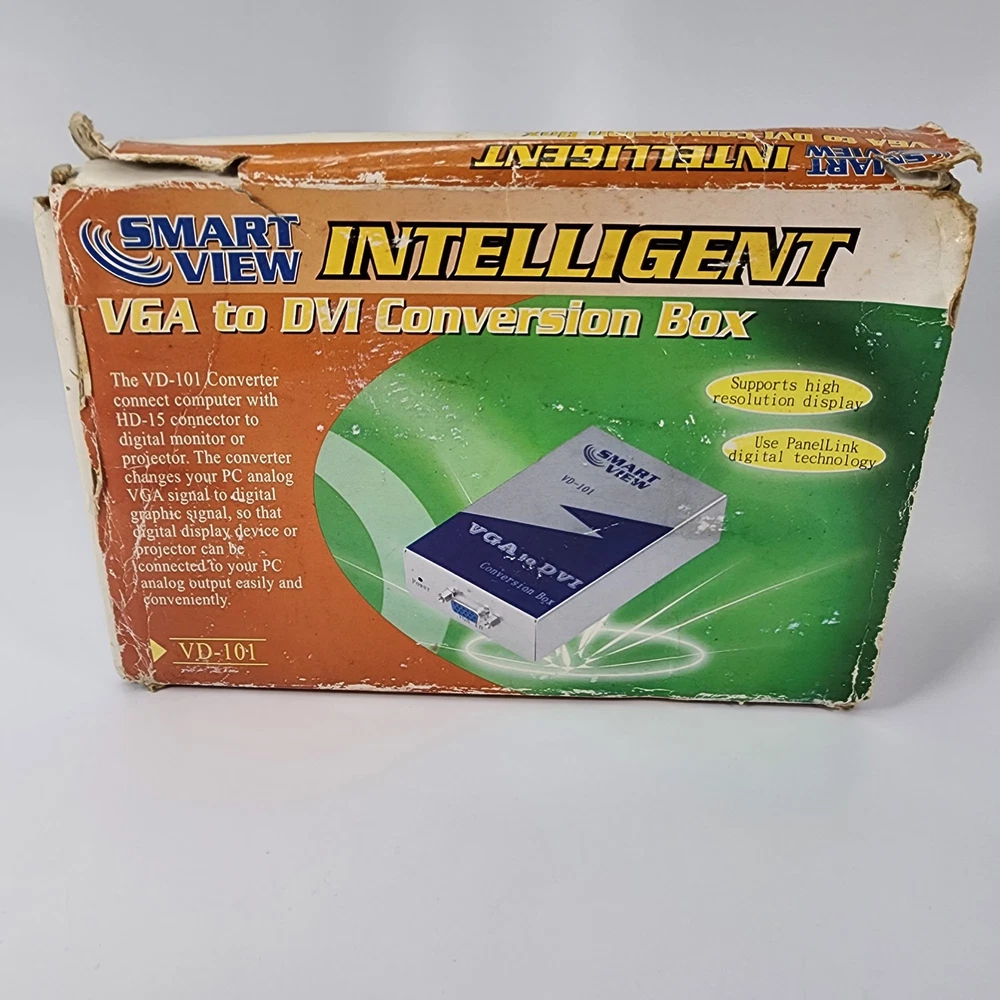 VGA to DVI Conversion Box
SMART
VIEW
INTELLIGENT
SMART
VIEW
INTELLIGENT
VGA to DVI Conversion Box
The VD-101 Converter
connect computer with
HD-15 connector to
digital monitor or
projector. The converter
changes your PC analog
VGA signal to digital
graphic signal, so that
digital display device or
projector can be
connected to your PC
analog output easily and
conveniently.
VD-101
Supports high
resolution display
Use PanelLink
digital technology
SMART
VIEW
VD-101
VGA to DVI
Conversion Box
POWER